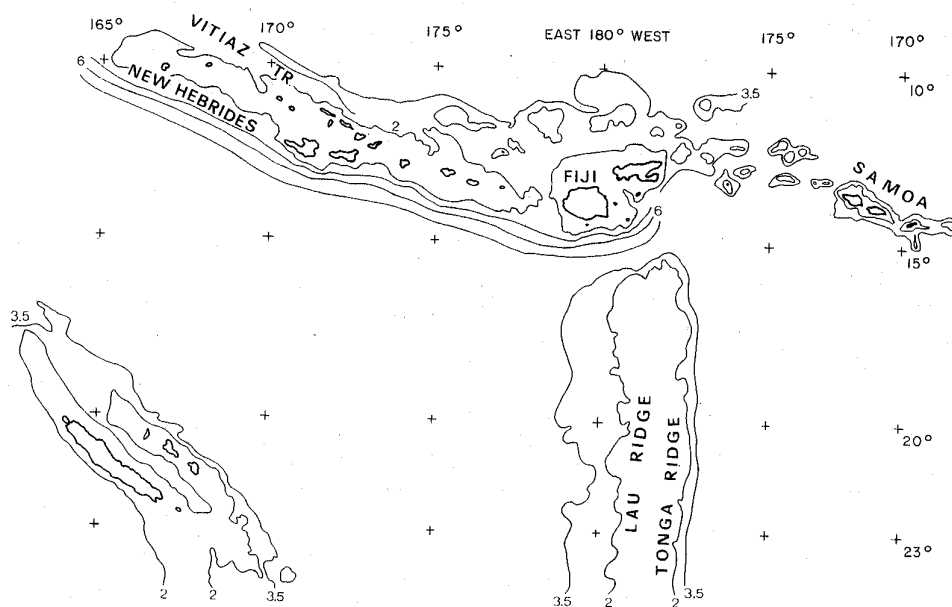 165°
170°
175°
EAST 180° WEST
175°
170°
VITIAZ
TR.
6
NEW HEBRIDES
10°
3.5
2
FIJI
SAMOA
6
15°
3.5
LAU RIDGE
TONGA RIDGE
20°
23°
2
2
3.5
3.5
2
2
3.5